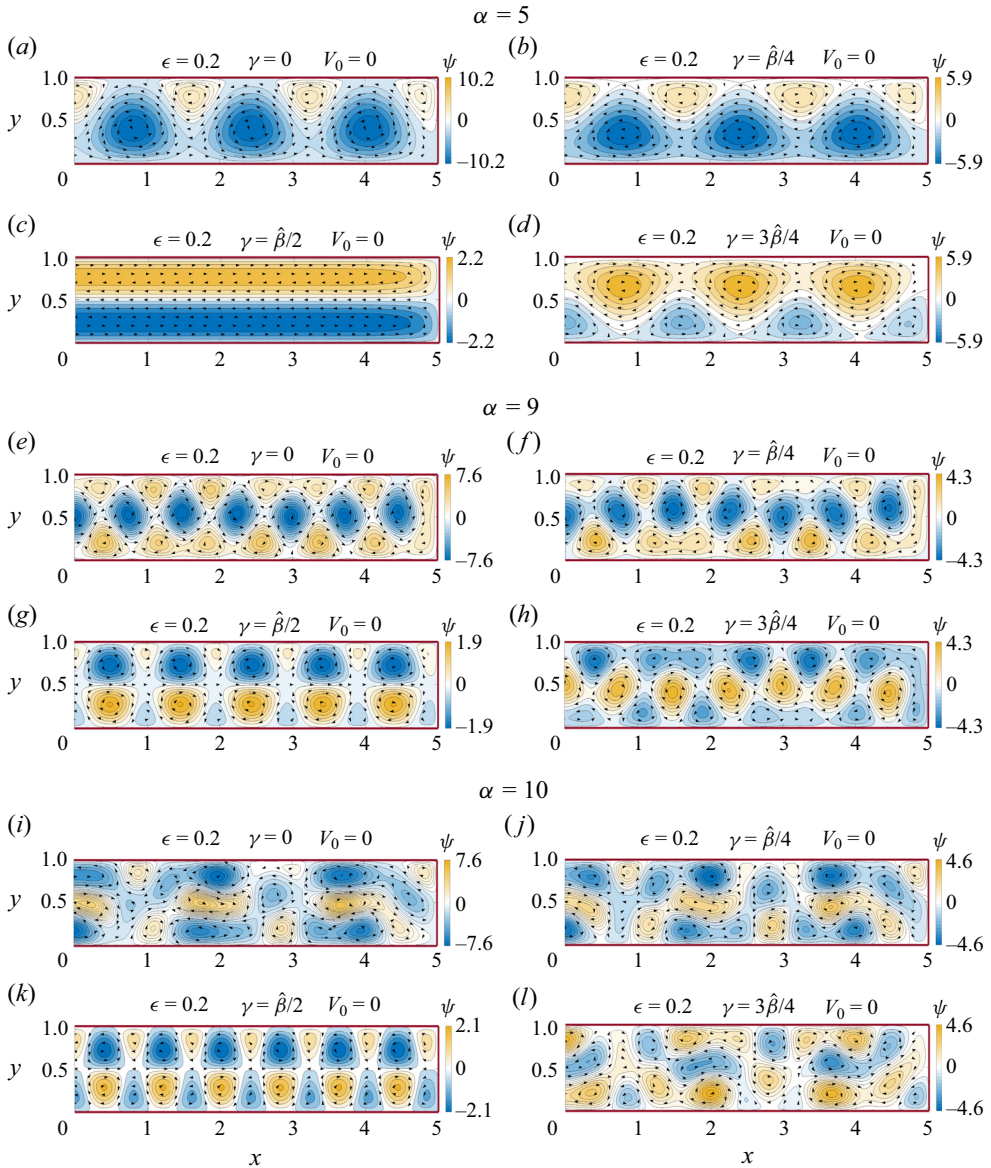 α = 5
(a) ϵ = 0.2 γ = 0 V₀ = 0 ψ
1.0 10.2
y 0.5 0
−10.2
0 1 2 3 4 5
(b) ϵ = 0.2 γ = β̂/4 V₀ = 0 ψ
1.0 5.9
0.5 0
−5.9
0 1 2 3 4 5
(c) ϵ = 0.2 γ = β̂/2 V₀ = 0 ψ
1.0 2.2
y 0.5 0
−2.2
0 1 2 3 4 5
(d) ϵ = 0.2 γ = 3β̂/4 V₀ = 0 ψ
1.0 5.9
0.5 0
−5.9
0 1 2 3 4 5
α = 9
(e) ϵ = 0.2 γ = 0 V₀ = 0 ψ
1.0 7.6
y 0.5 0
−7.6
0 1 2 3 4 5
(f) ϵ = 0.2 γ = β̂/4 V₀ = 0 ψ
1.0 4.3
0.5 0
−4.3
0 1 2 3 4 5
(g) ϵ = 0.2 γ = β̂/2 V₀ = 0 ψ
1.0 1.9
y 0.5 0
−1.9
0 1 2 3 4 5
(h) ϵ = 0.2 γ = 3β̂/4 V₀ = 0 ψ
1.0 4.3
0.5 0
−4.3
0 1 2 3 4 5
α = 10
(i) ϵ = 0.2 γ = 0 V₀ = 0 ψ
1.0 7.6
y 0.5 0
−7.6
0 1 2 3 4 5
(j) ϵ = 0.2 γ = β̂/4 V₀ = 0 ψ
1.0 4.6
0.5 0
−4.6
0 1 2 3 4 5
(k) ϵ = 0.2 γ = β̂/2 V₀ = 0 ψ
1.0 2.1
y 0.5 0
−2.1
0 1 2 3 4 5
x
(l) ϵ = 0.2 γ = 3β̂/4 V₀ = 0 ψ
1.0 4.6
0.5 0
−4.6
0 1 2 3 4 5
x